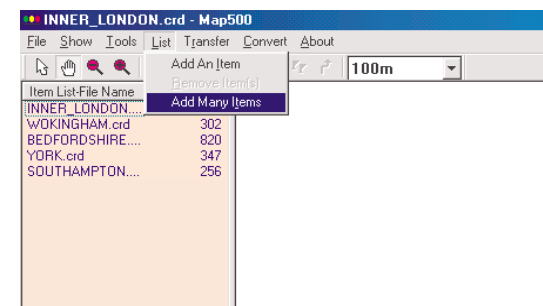 INNER_LONDON.crd - Map500
File Show Tools List Transfer Convert About
Add An Item
100m
Remove Item(s)
Item List-File Name
Add Many Items
INNER_LONDON....
WOKINGHAM.crd 302
BEDFORDSHIRE.... 820
YORK.crd 347
SOUTHAMPTON.... 256